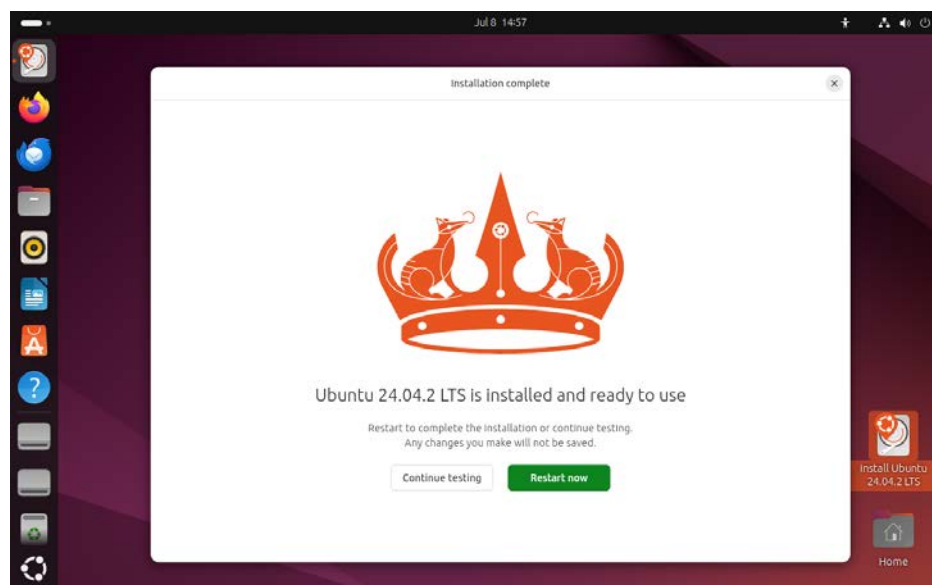 Jul 8 14:57
Installation complete
Ubuntu 24.04.2 LTS is installed and ready to use
Restart to complete the installation or continue testing.
Any changes you make will not be saved.
Continue testing
Restart now
Install Ubuntu
24.04.2 LTS
Home